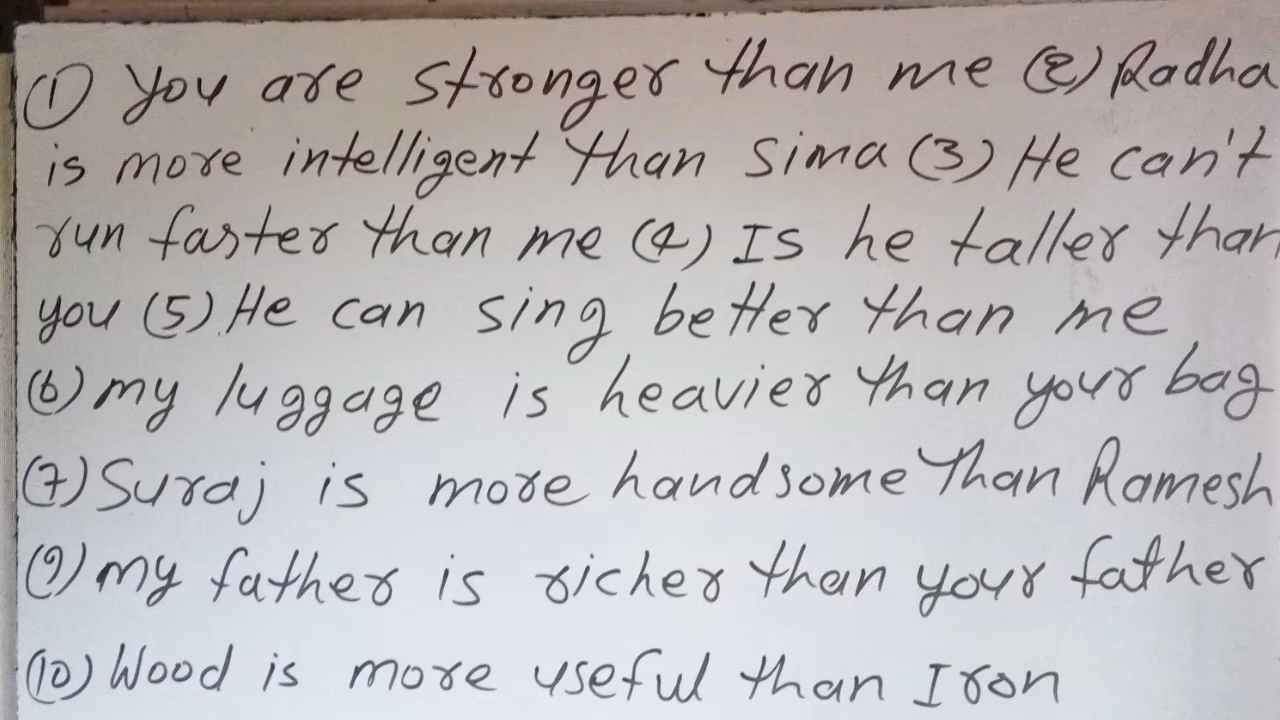 (1) You are stronger than me (2) Radha
is more intelligent than Sima (3) He can't
run faster than me (4) Is he taller than
you (5) He can sing better than me
(6) my luggage is heavier than your bag
(7) Suraj is more handsome Than Ramesh
(9) my father is richer than your father
(10) Wood is more useful than Iron